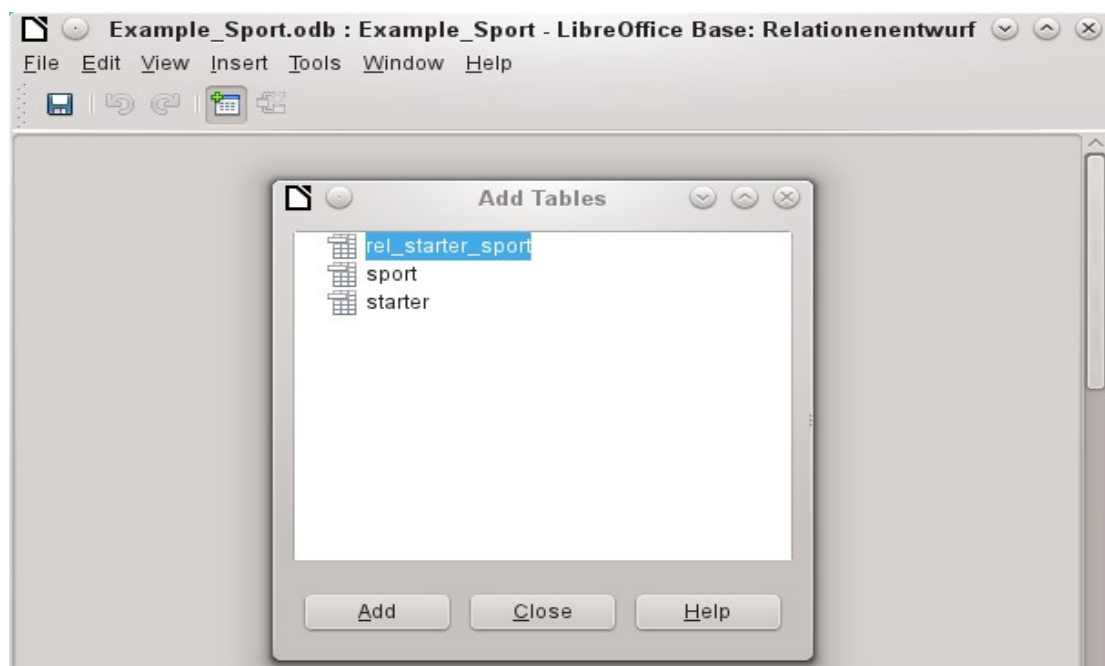 Example_Sport.odb : Example_Sport - LibreOffice Base: Relationenentwurf
File Edit View Insert Tools Window Help
Add Tables
rel_starter_sport
sport
starter
Add Close Help